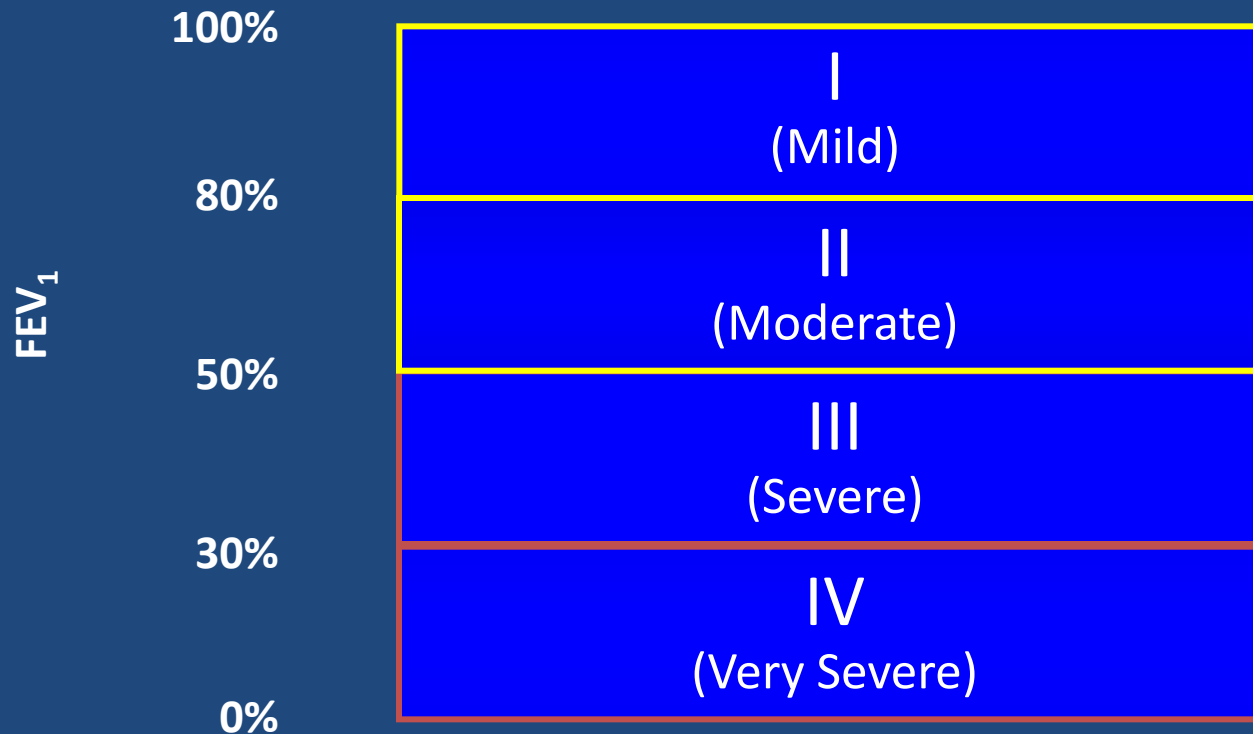 100%
I
(Mild)
80%
II
(Moderate)
FEV₁
50%
III
(Severe)
30%
IV
(Very Severe)
0%